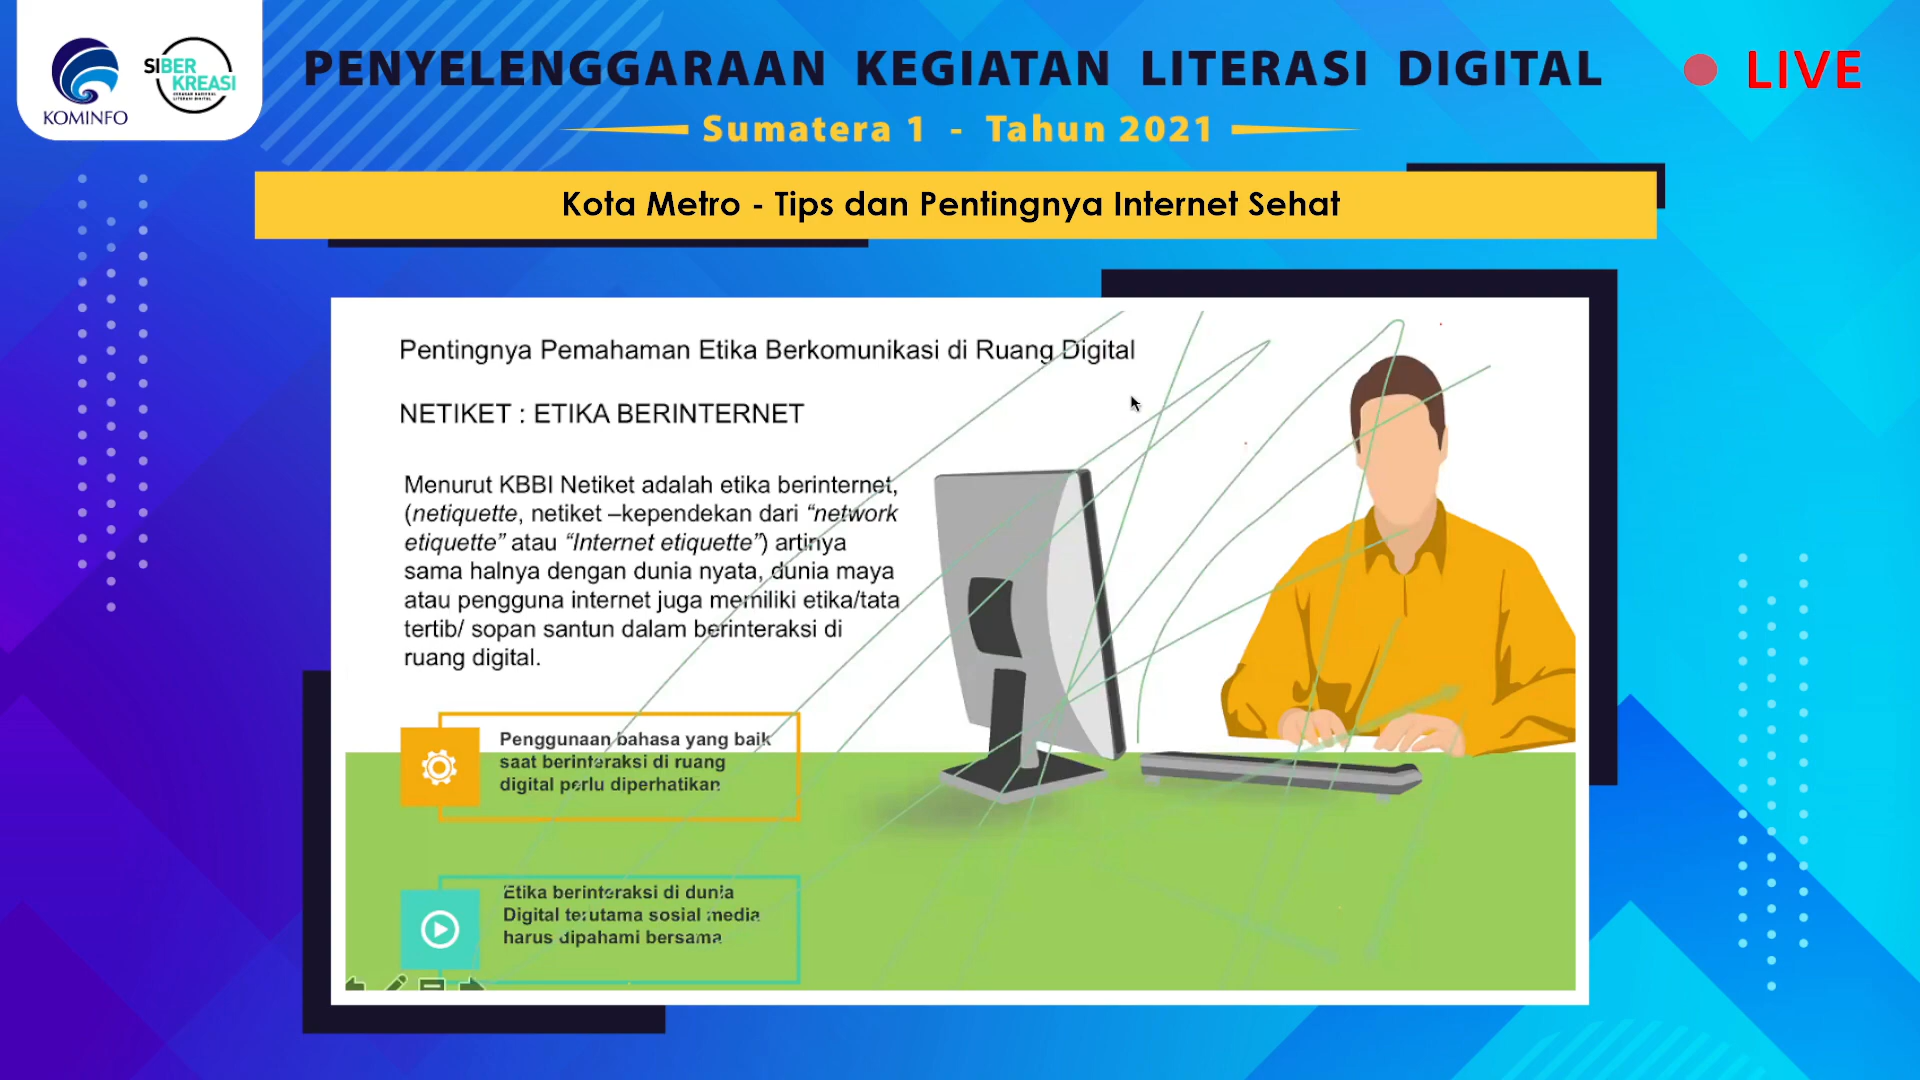 KOMINFO
SIBER
KREASI
PENYELENGGARAAN KEGIATAN LITERASI DIGITAL
LIVE
Sumatera 1 - Tahun 2021
Kota Metro - Tips dan Pentingnya Internet Sehat
Pentingnya Pemahaman Etika Berkomunikasi di Ruang Digital
NETIKET : ETIKA BERINTERNET
Menurut KBBI Netiket adalah etika berinternet,
(netiquette, netiket –kependekan dari “network
etiquette” atau “Internet etiquette”) artinya
sama halnya dengan dunia nyata, dunia maya
atau pengguna internet juga memiliki etika/tata
tertib/ sopan santun dalam berinteraksi di
ruang digital.
Penggunaan bahasa yang baik
saat berinteraksi di ruang
digital perlu diperhatikan
Etika berinteraksi di dunia
Digital terutama sosial media
harus dipahami bersama